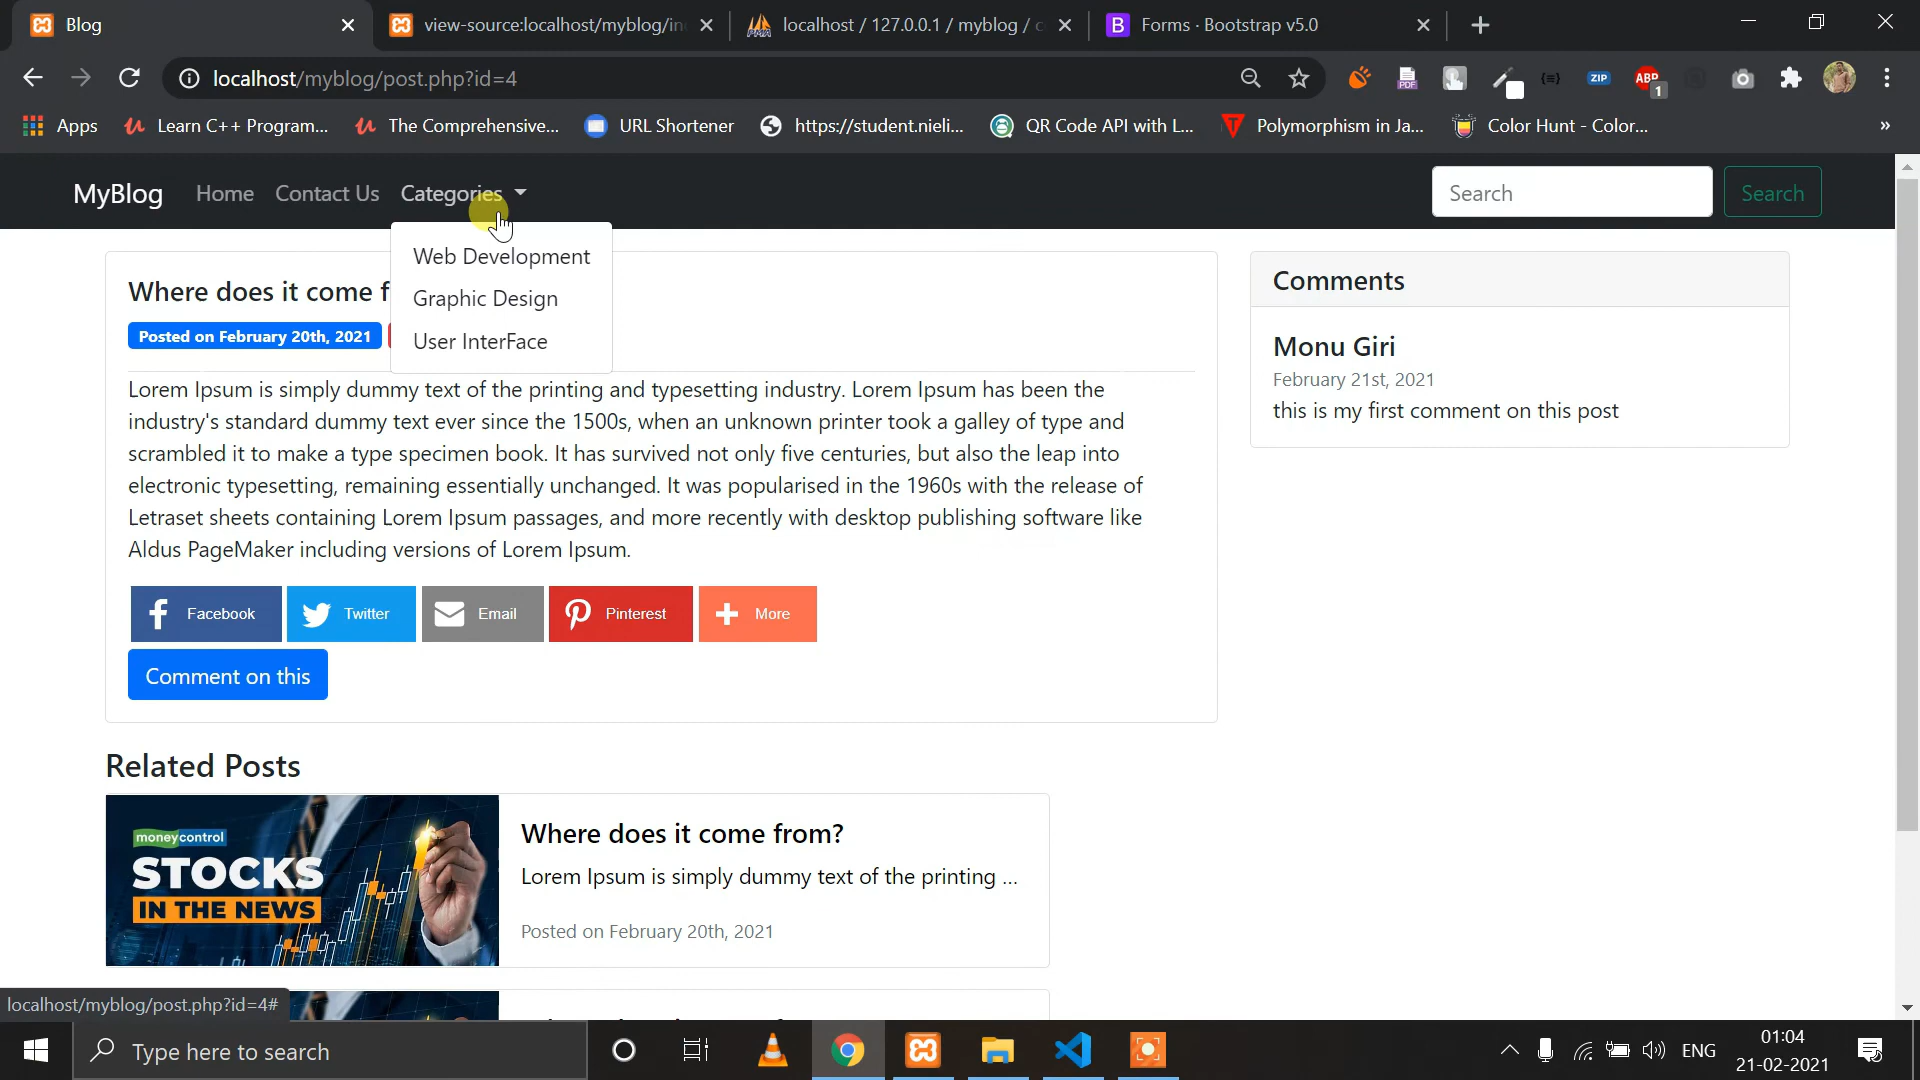 Blog
view-source:localhost/myblog/in
localhost / 127.0.0.1 / myblog / c
Forms · Bootstrap v5.0
localhost/myblog/post.php?id=4
PDF
ZIP
ABP
1
Apps
Learn C++ Program...
The Comprehensive...
URL Shortener
https://student.nieli...
QR Code API with L...
Polymorphism in Ja...
Color Hunt - Color...
»
MyBlog
Home
Contact Us
Categories
Search
Search
Web Development
Graphic Design
User InterFace
Where does it come f
Posted on February 20th, 2021
Lorem Ipsum is simply dummy text of the printing and typesetting industry. Lorem Ipsum has been the
industry's standard dummy text ever since the 1500s, when an unknown printer took a galley of type and
scrambled it to make a type specimen book. It has survived not only five centuries, but also the leap into
electronic typesetting, remaining essentially unchanged. It was popularised in the 1960s with the release of
Letraset sheets containing Lorem Ipsum passages, and more recently with desktop publishing software like
Aldus PageMaker including versions of Lorem Ipsum.
Facebook
Twitter
Email
Pinterest
More
Comment on this
Comments
Monu Giri
February 21st, 2021
this is my first comment on this post
Related Posts
moneycontrol
STOCKS
IN THE NEWS
Where does it come from?
Lorem Ipsum is simply dummy text of the printing ...
Posted on February 20th, 2021
localhost/myblog/post.php?id=4#
Type here to search
ENG
01:04
21-02-2021